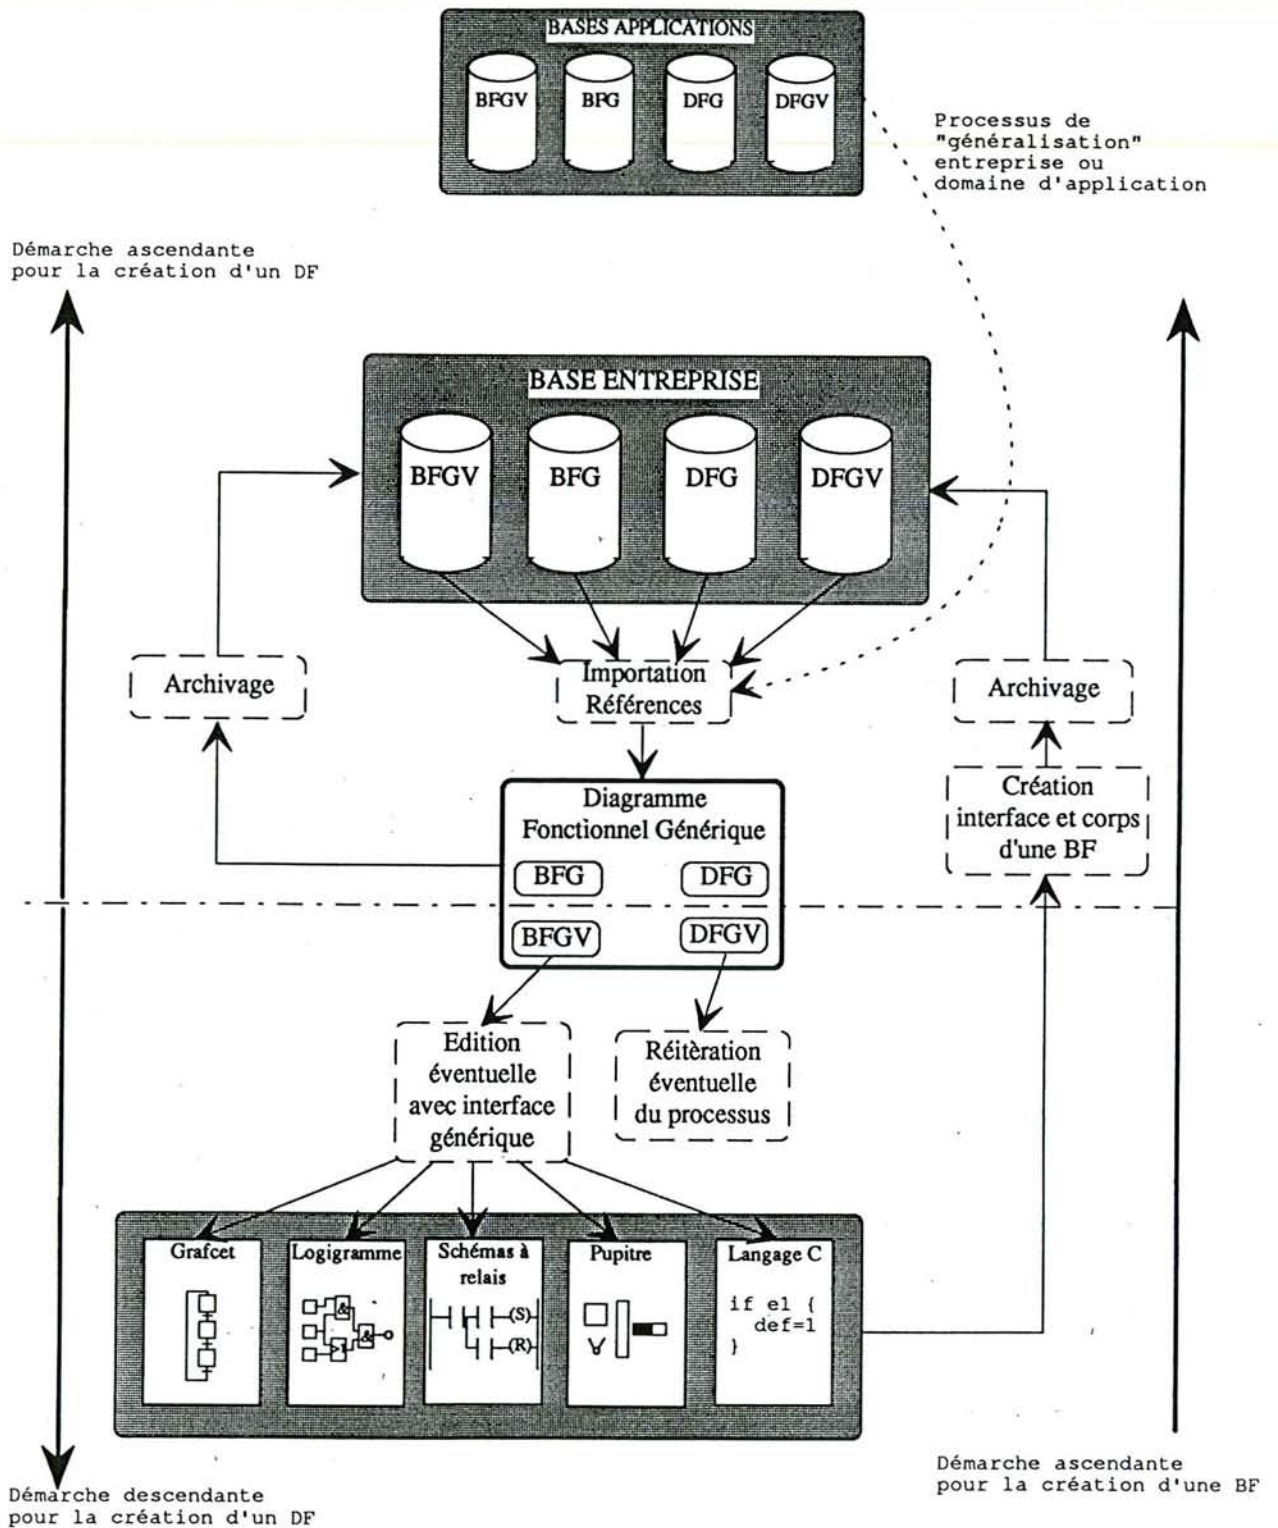 BASES APPLICATIONS
BFGV
BFG
DFG
DFGV
Processus de
"généralisation"
entreprise ou
domaine d'application
Démarche ascendante
pour la création d'un DF
BASE ENTREPRISE
BFGV
BFG
DFG
DFGV
Archivage
Importation
Références
Archivage
Diagramme
Fonctionnel Générique
BFG
DFG
BFGV
DFGV
Création
interface et corps
d'une BF
Edition
éventuelle
avec interface
générique
Réitèration
éventuelle
du processus
Grafcet
Logigramme
&
>1
&
Schémas à
relais
(S)
(R)
Pupitre
Langage C
if e1 {
def=1
}
Démarche descendante
pour la création d'un DF
Démarche ascendante
pour la création d'une BF